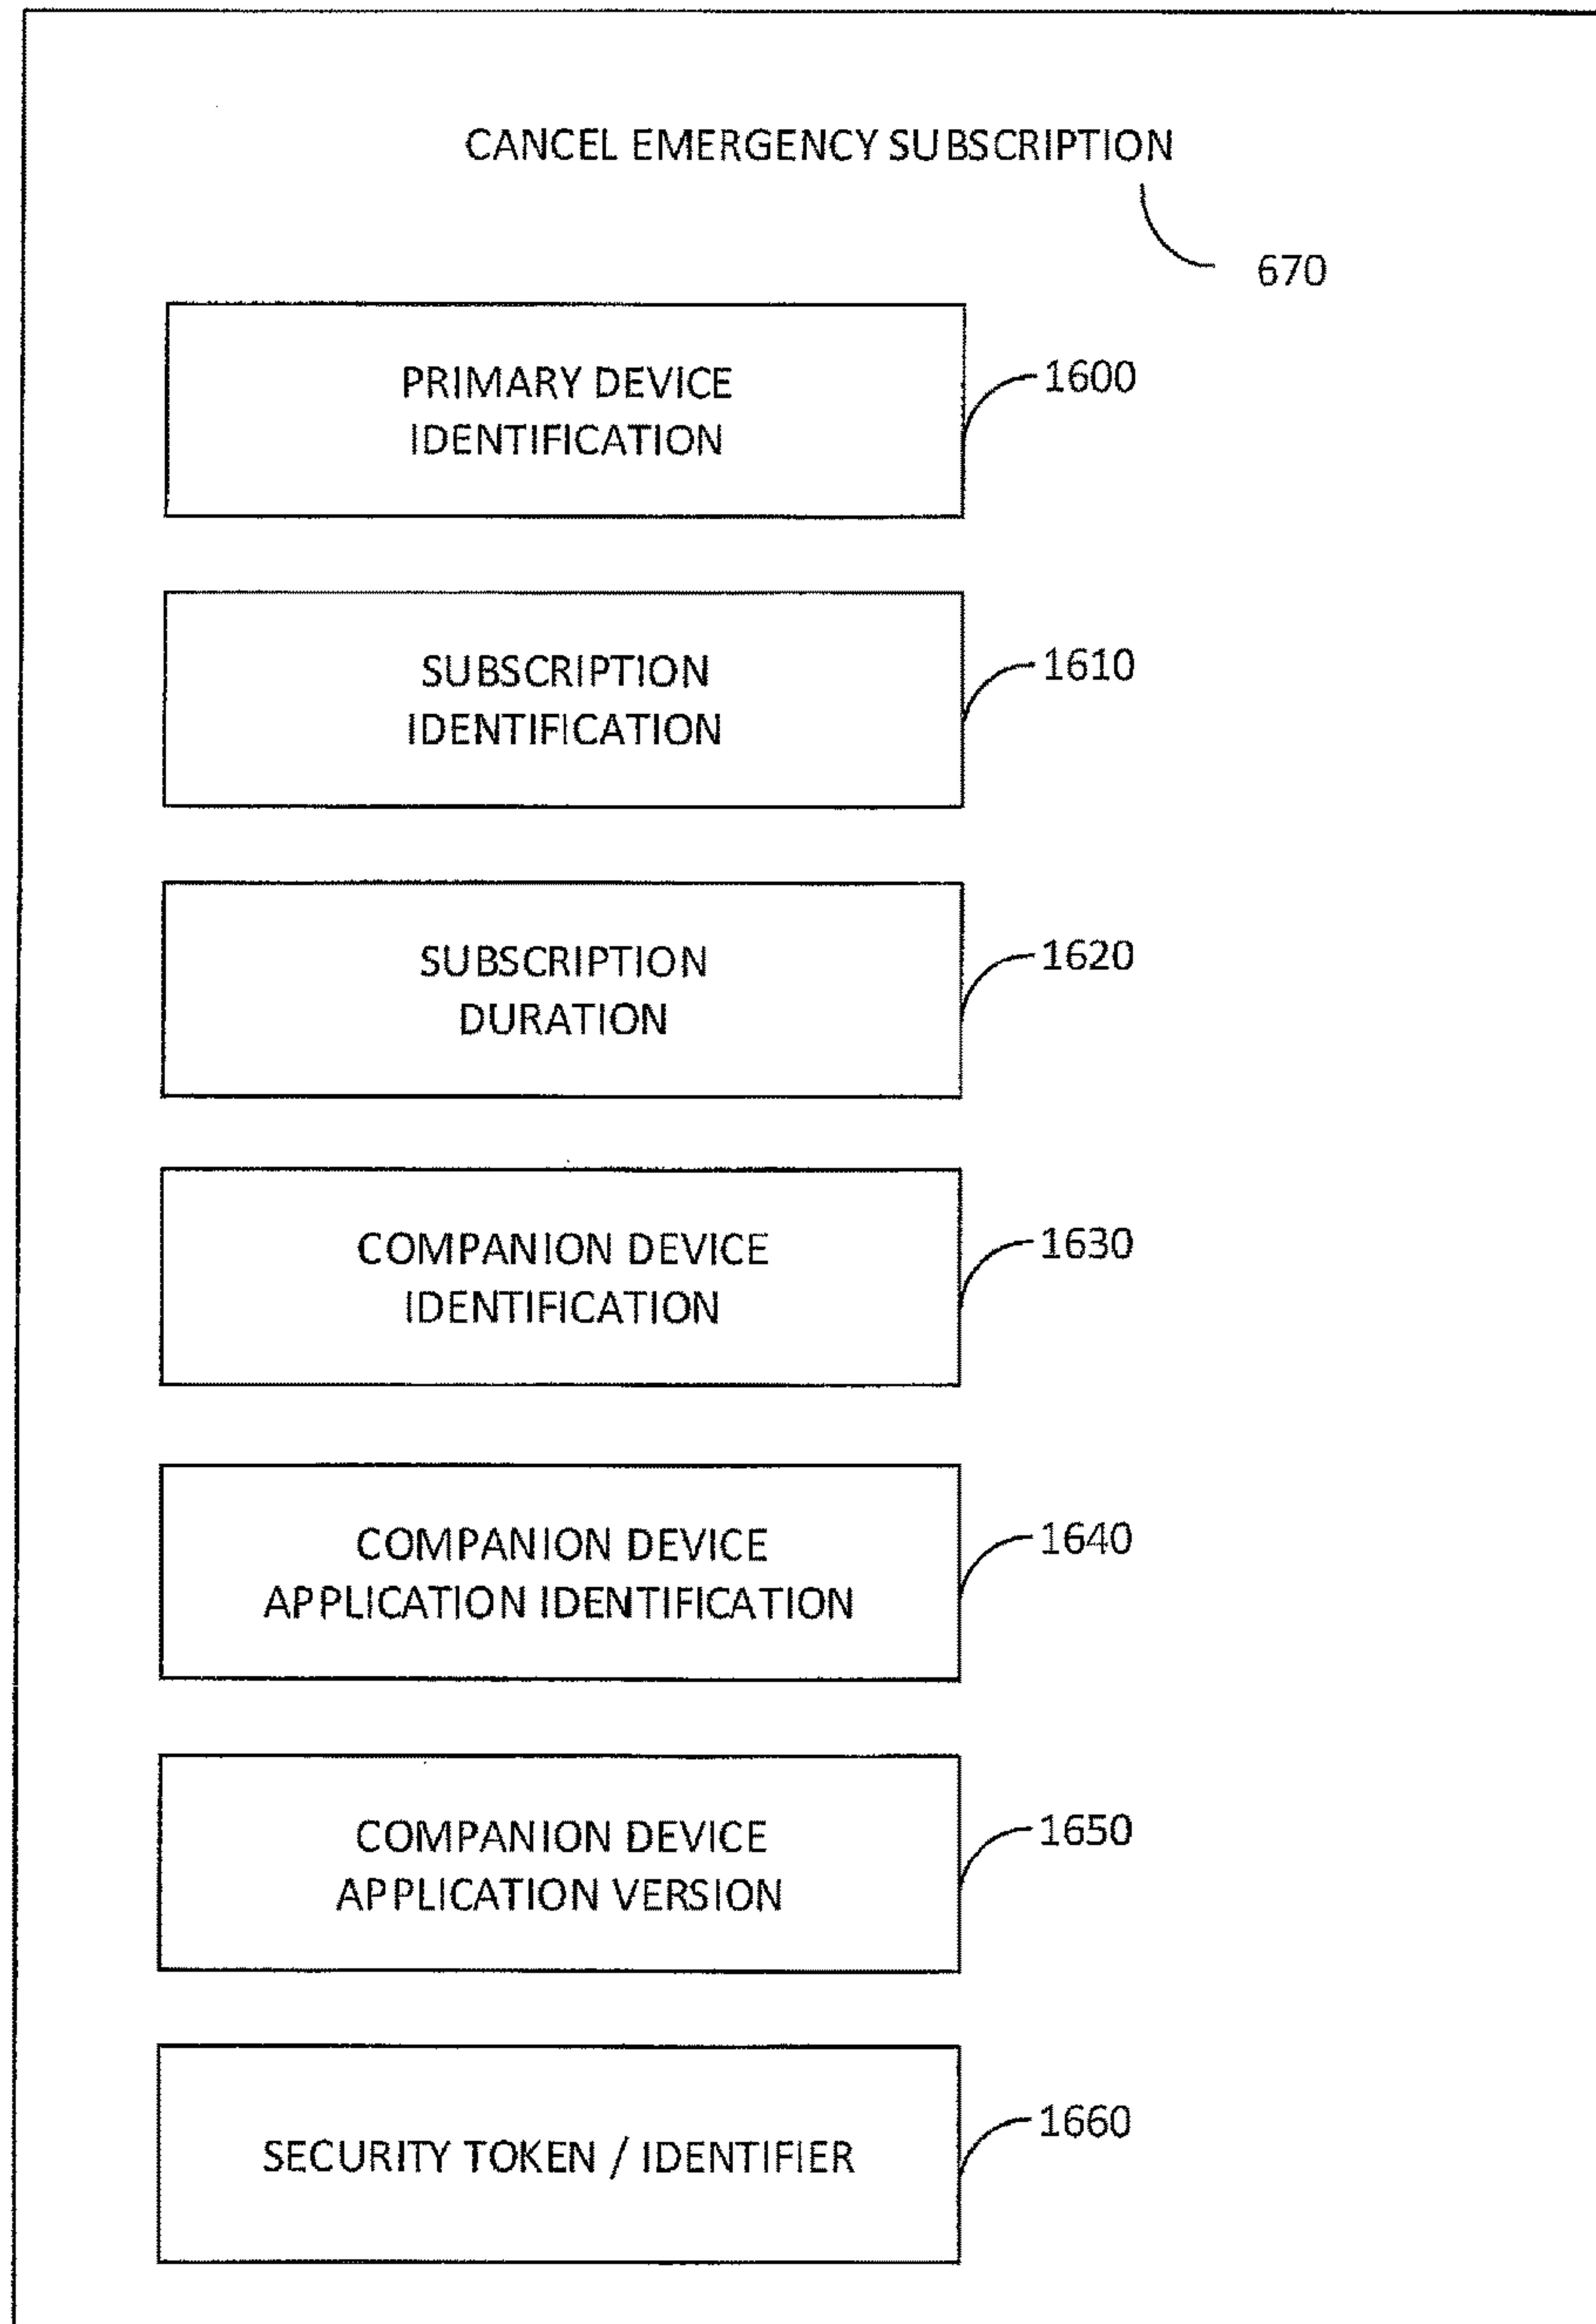 CANCEL EMERGENCY SUBSCRIPTION
670
PRIMARY DEVICE
IDENTIFICATION
1600
SUBSCRIPTION
IDENTIFICATION
1610
SUBSCRIPTION
DURATION
1620
COMPANION DEVICE
IDENTIFICATION
1630
COMPANION DEVICE
APPLICATION IDENTIFICATION
1640
COMPANION DEVICE
APPLICATION VERSION
1650
SECURITY TOKEN / IDENTIFIER
1660